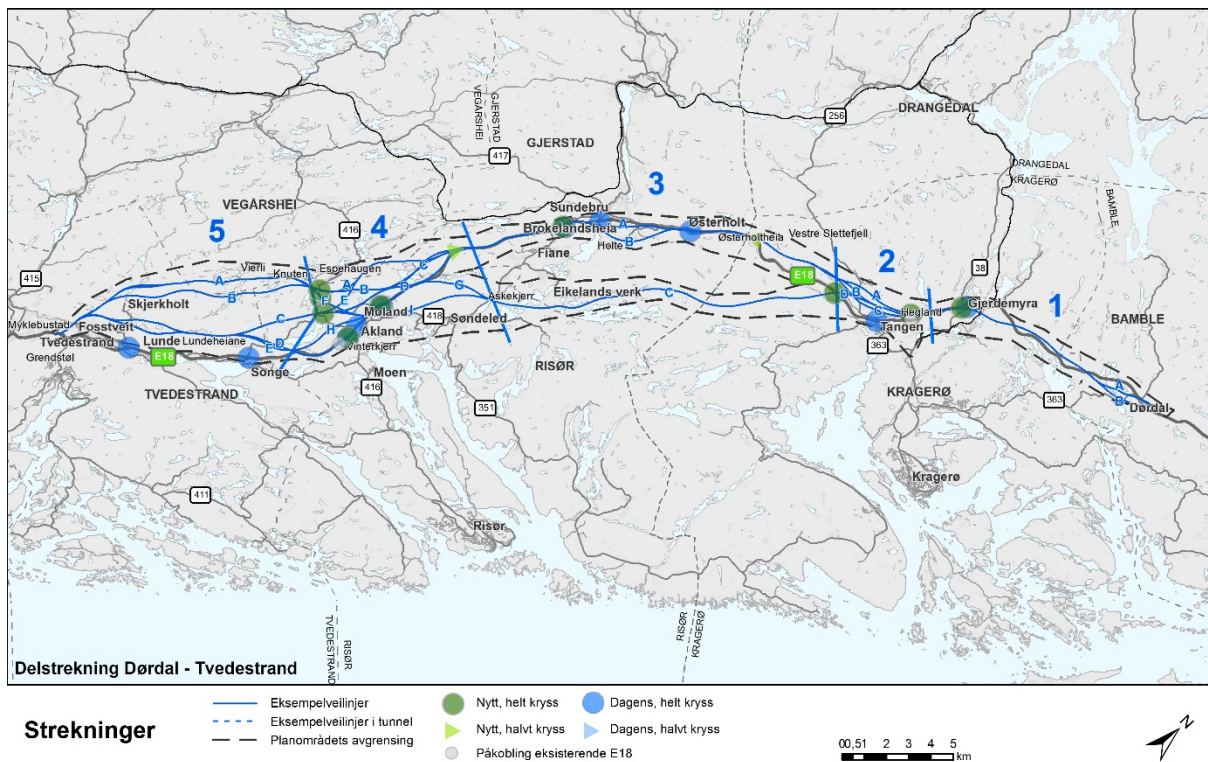 DRANGEDAL
256
GJERSTAD
VEGÅRSHEI
417
GJERSTAD
DRANGEDAL
KRAGERØ
3
BAMBLE
Sundebru
VEGÅRSHEI
5
4
416
Brokelandsheia
A
Østerholt
B
Hølte
Østerholtheia
Vestre Slettefjell
Fiane
2
38
415
Vierli
Espehaugen
Knuten
A
B
C
A
B
E
D
G
Askekjerr
Eikelands verk
C
E18
D
B
A
C
Hegland
Gjerdemyra
1
BAMBLE
Skjerkholt
F
Moland
I
418
Søndeled
Tangen
Myklebustad
Fosstveit
C
H
Akland
363
Tvedestrand
Lunde
Lundeheiane
D
Vinterkjerr
Grendstøl
E18
E
Songe
Moen
RISØR
A
B
Dørdal
TVEDESTRAND
416
351
KRAGERØ
363
Kragerø
411
Risør
TVEDESTRAND
RISØR
RISØR
KRAGERØ
Delstrekning Dørdal - Tvedestrand
Strekninger
Eksempelveilinjer
Eksempelveilinjer i tunnel
Planområdets avgrensing
Nytt, helt kryss
Nytt, halvt kryss
Påkobling eksisterende E18
Dagens, helt kryss
Dagens, halvt kryss
0 0,5 1 2 3 4 5
km
N